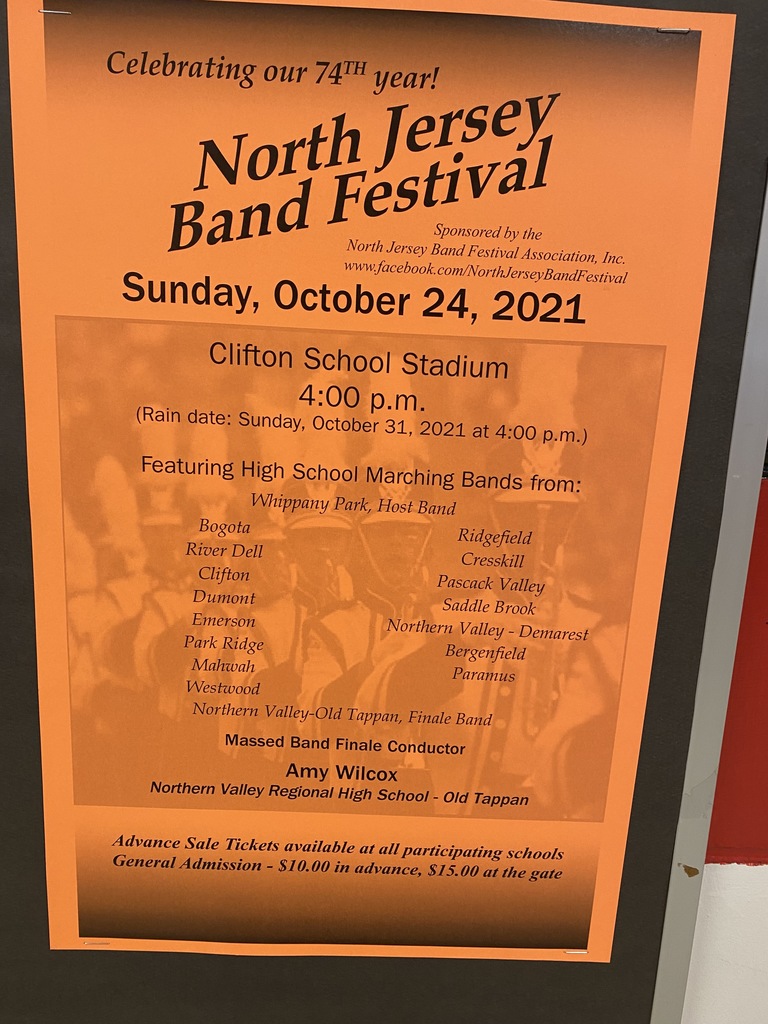 Celebrating our 74TH year!
North Jersey
Band Festival
Sponsored by the
North Jersey Band Festival Association, Inc.
www.facebook.com/NorthJerseyBandFestival
Sunday, October 24, 2021
Clifton School Stadium
4:00 p.m.
(Rain date: Sunday, October 31, 2021 at 4:00 p.m.)
Featuring High School Marching Bands from:
Whippany Park, Host Band
Bogota
River Dell
Clifton
Dumont
Emerson
Park Ridge
Mahwah
Westwood
Ridgefield
Cresskill
Pascack Valley
Saddle Brook
Northern Valley - Demarest
Bergenfield
Paramus
Northern Valley-Old Tappan, Finale Band
Massed Band Finale Conductor
Amy Wilcox
Northern Valley Regional High School - Old Tappan
Advance Sale Tickets available at all participating schools
General Admission - $10.00 in advance, $15.00 at the gate